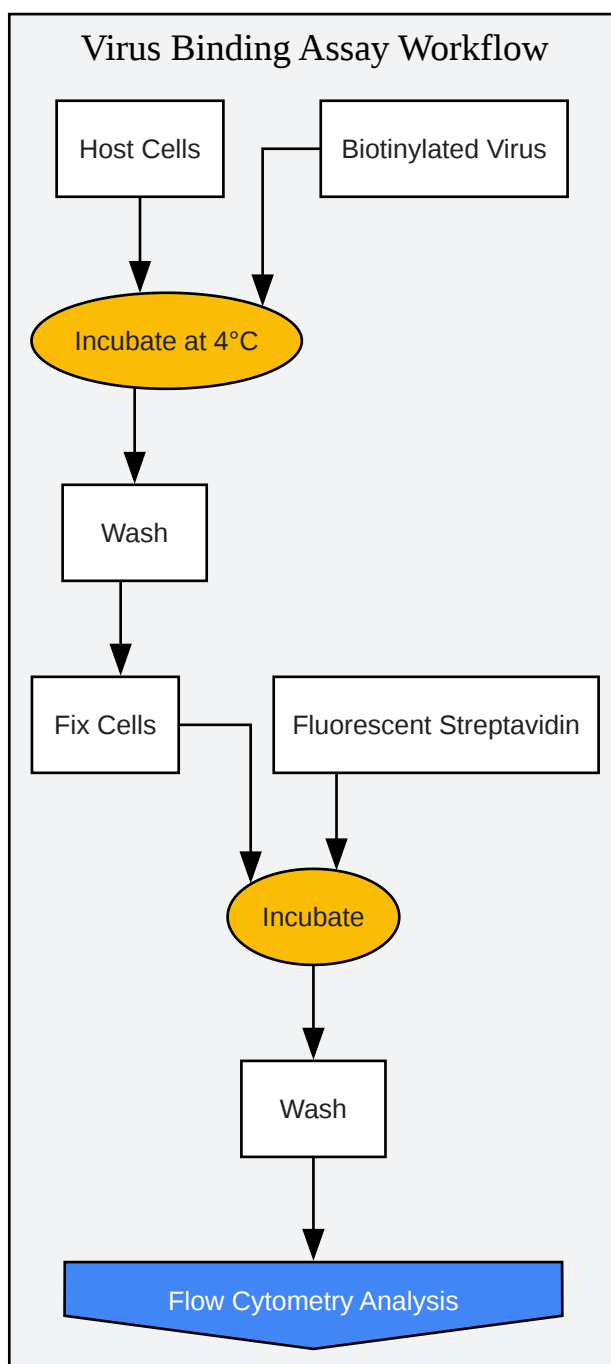 Virus Binding Assay Workflow
Host Cells
Biotinylated Virus
Incubate at 4°C
Wash
Fix Cells
Fluorescent Streptavidin
Incubate
Wash
Flow Cytometry Analysis